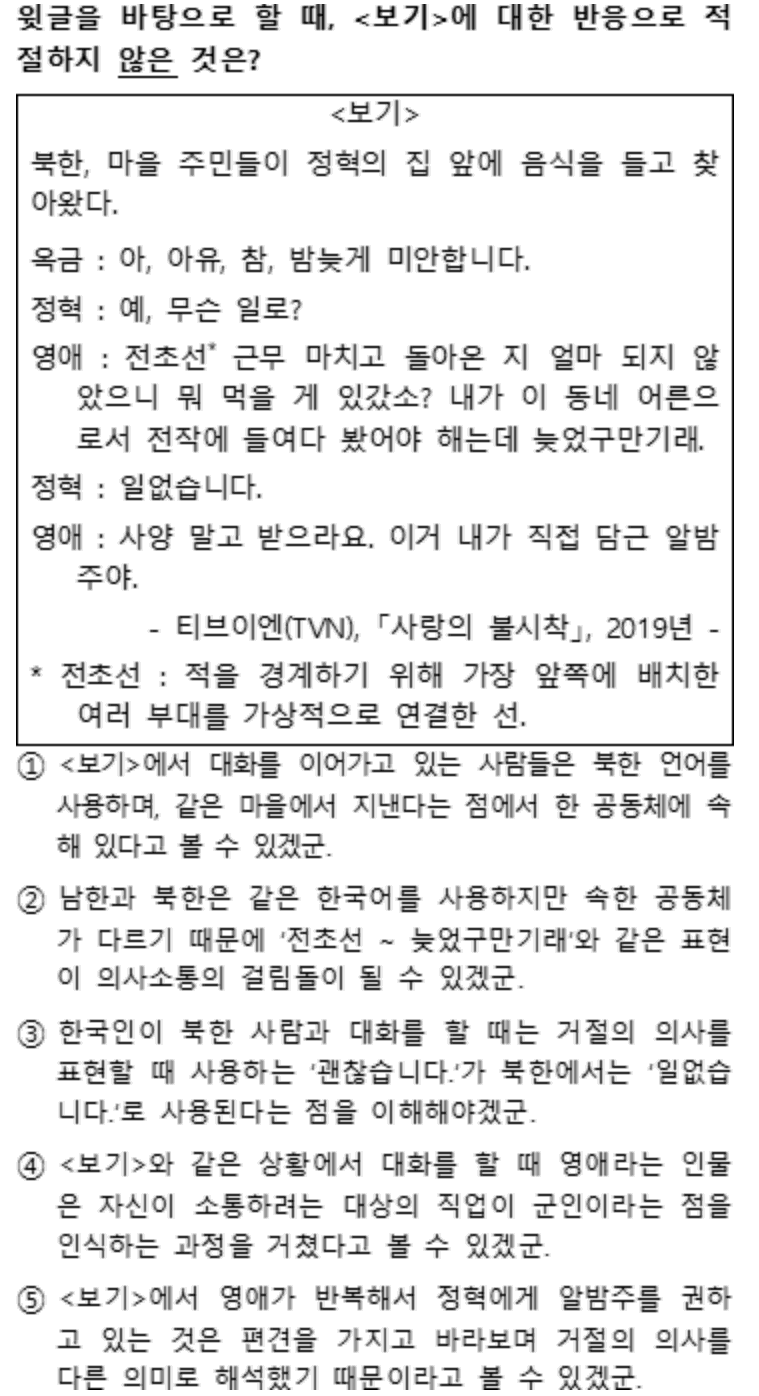 윗글을 바탕으로 할 때, <보기>에 대한 반응으로 적
절하지 않은 것은?
<보기>
북한, 마을 주민들이 정혁의 집 앞에 음식을 들고 찾
아왔다.
옥금 : 아, 아유, 참, 밤늦게 미안합니다.
정혁 : 예, 무슨 일로?
영애 : 전초선* 근무 마치고 돌아온 지 얼마 되지 않
았으니 뭐 먹을 게 있갔소? 내가 이 동네 어른으
로서 전작에 들여다 봤어야 해는데 늦었구만기래.
정혁 : 일없습니다.
영애 : 사양 말고 받으라요. 이거 내가 직접 담근 알밤
주야.
- 티브이엔(TVN), 「사랑의 불시착」, 2019년 -
* 전초선 : 적을 경계하기 위해 가장 앞쪽에 배치한
여러 부대를 가상적으로 연결한 선.
① <보기>에서 대화를 이어가고 있는 사람들은 북한 언어를
사용하며, 같은 마을에서 지낸다는 점에서 한 공동체에 속
해 있다고 볼 수 있겠군.
② 남한과 북한은 같은 한국어를 사용하지만 속한 공동체
가 다르기 때문에 '전초선 ~ 늦었구만기래'와 같은 표현
이 의사소통의 걸림돌이 될 수 있겠군.
③ 한국인이 북한 사람과 대화를 할 때는 거절의 의사를
표현할 때 사용하는 '괜찮습니다.'가 북한에서는 '일없습
니다.'로 사용된다는 점을 이해해야겠군.
④ <보기>와 같은 상황에서 대화를 할 때 영애라는 인물
은 자신이 소통하려는 대상의 직업이 군인이라는 점을
인식하는 과정을 거쳤다고 볼 수 있겠군.
⑤ <보기>에서 영애가 반복해서 정혁에게 알밤주를 권하
고 있는 것은 편견을 가지고 바라보며 거절의 의사를
다른 의미로 해석했기 때문이라고 볼 수 있겠군.